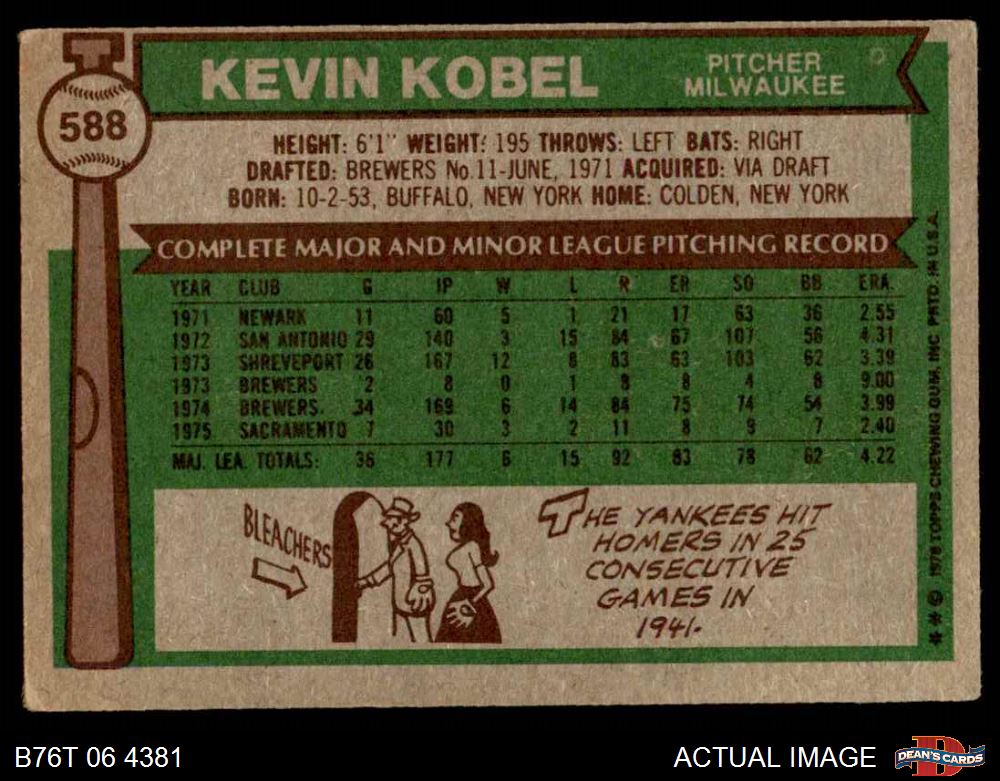 588
KEVIN KOBEL
PITCHER
MILWAUKEE
HEIGHT: 6'1" WEIGHT: 195 THROWS: LEFT BATS: RIGHT
DRAFTED: BREWERS No. 11-JUNE, 1971 ACQUIRED: VIA DRAFT
BORN: 10-2-53, BUFFALO, NEW YORK HOME: COLDEN, NEW YORK
COMPLETE MAJOR AND MINOR LEAGUE PITCHING RECORD
YEAR CLUB G IP W L R ER SO BB ERA.
1971 NEWARK 11 60 5 1 21 17 63 36 2.55
1972 SAN ANTONIO 29 140 3 15 84 67 107 56 4.31
1973 SHREVEPORT 26 167 12 8 83 63 103 62 3.39
1973 BREWERS 2 8 0 1 8 8 4 8 9.00
1974 BREWERS. 34 169 6 14 84 75 74 54 3.99
1975 SACRAMENTO 7 30 3 2 11 8 9 7 2.40
MAJ. LEA. TOTALS: 36 177 6 15 92 83 78 62 4.22
BLEACHERS
THE YANKEES HIT
HOMERS IN 25
CONSECUTIVE
GAMES IN
1941.
** © 1976 TOPPS CHEWING GUM, INC PRTD. IN U.S.A.
B76T 06 4381
ACTUAL IMAGE
D
DEAN'S CARDS